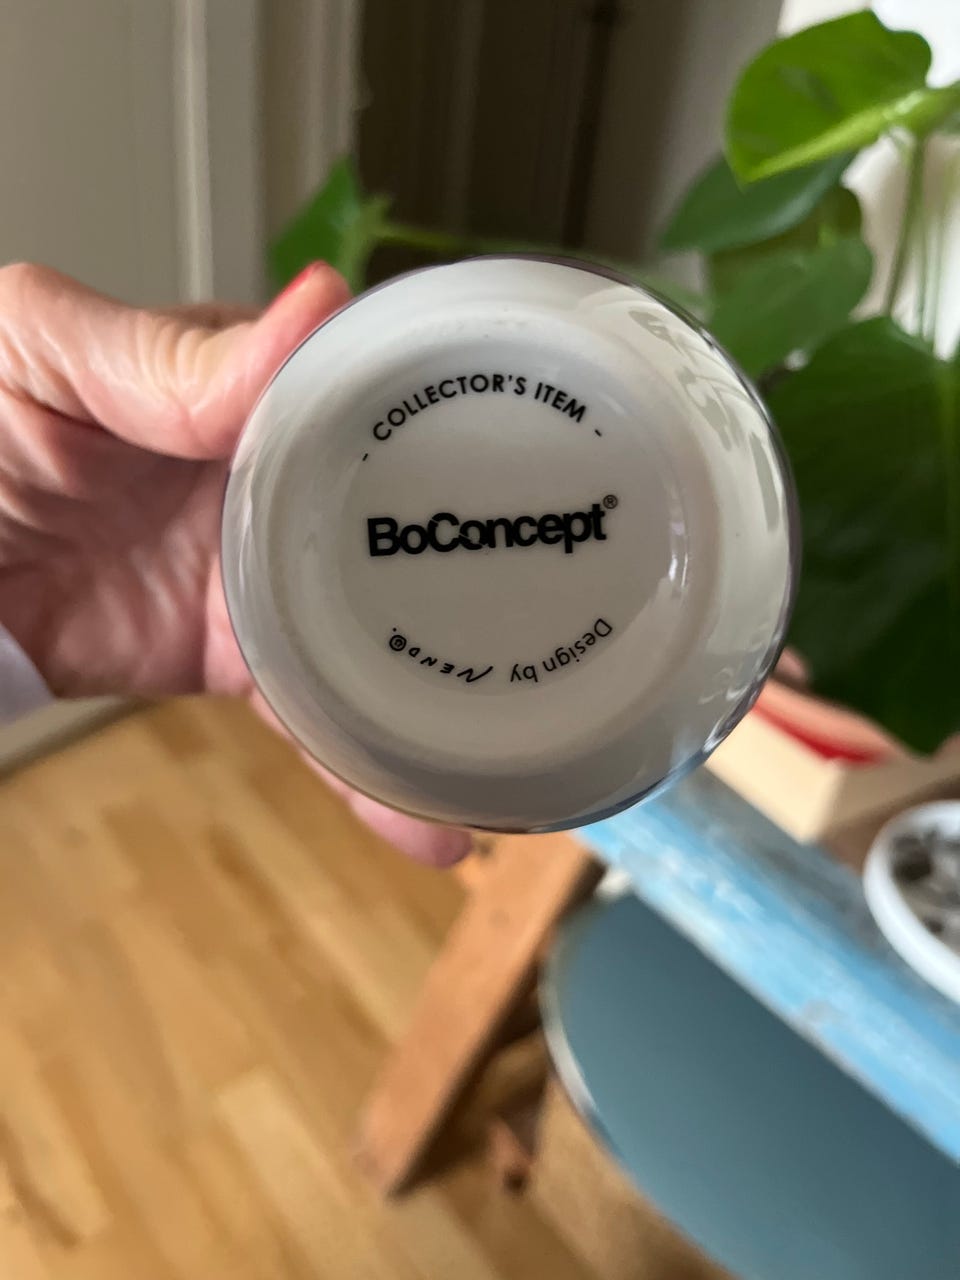 - COLLECTOR'S ITEM -
BoConcept®
Design by NENDO®.